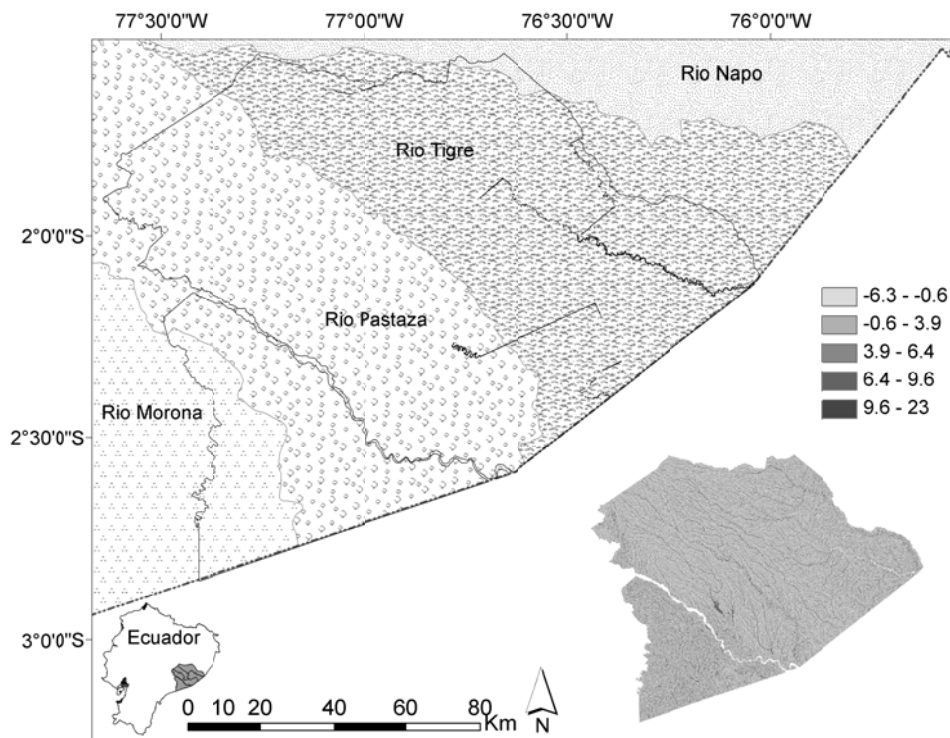 77°30'0"W 77°0'0"W 76°30'0"W 76°0'0"W
Rio Napo
Rio Tigre
2°0'0"S
-6.3 - -0.6
-0.6 - 3.9
Rio Pastaza
3.9 - 6.4
6.4 - 9.6
Rio Morona
9.6 - 23
2°30'0"S
3°0'0"S
Ecuador
0 10 20 40 60 80
Km
N